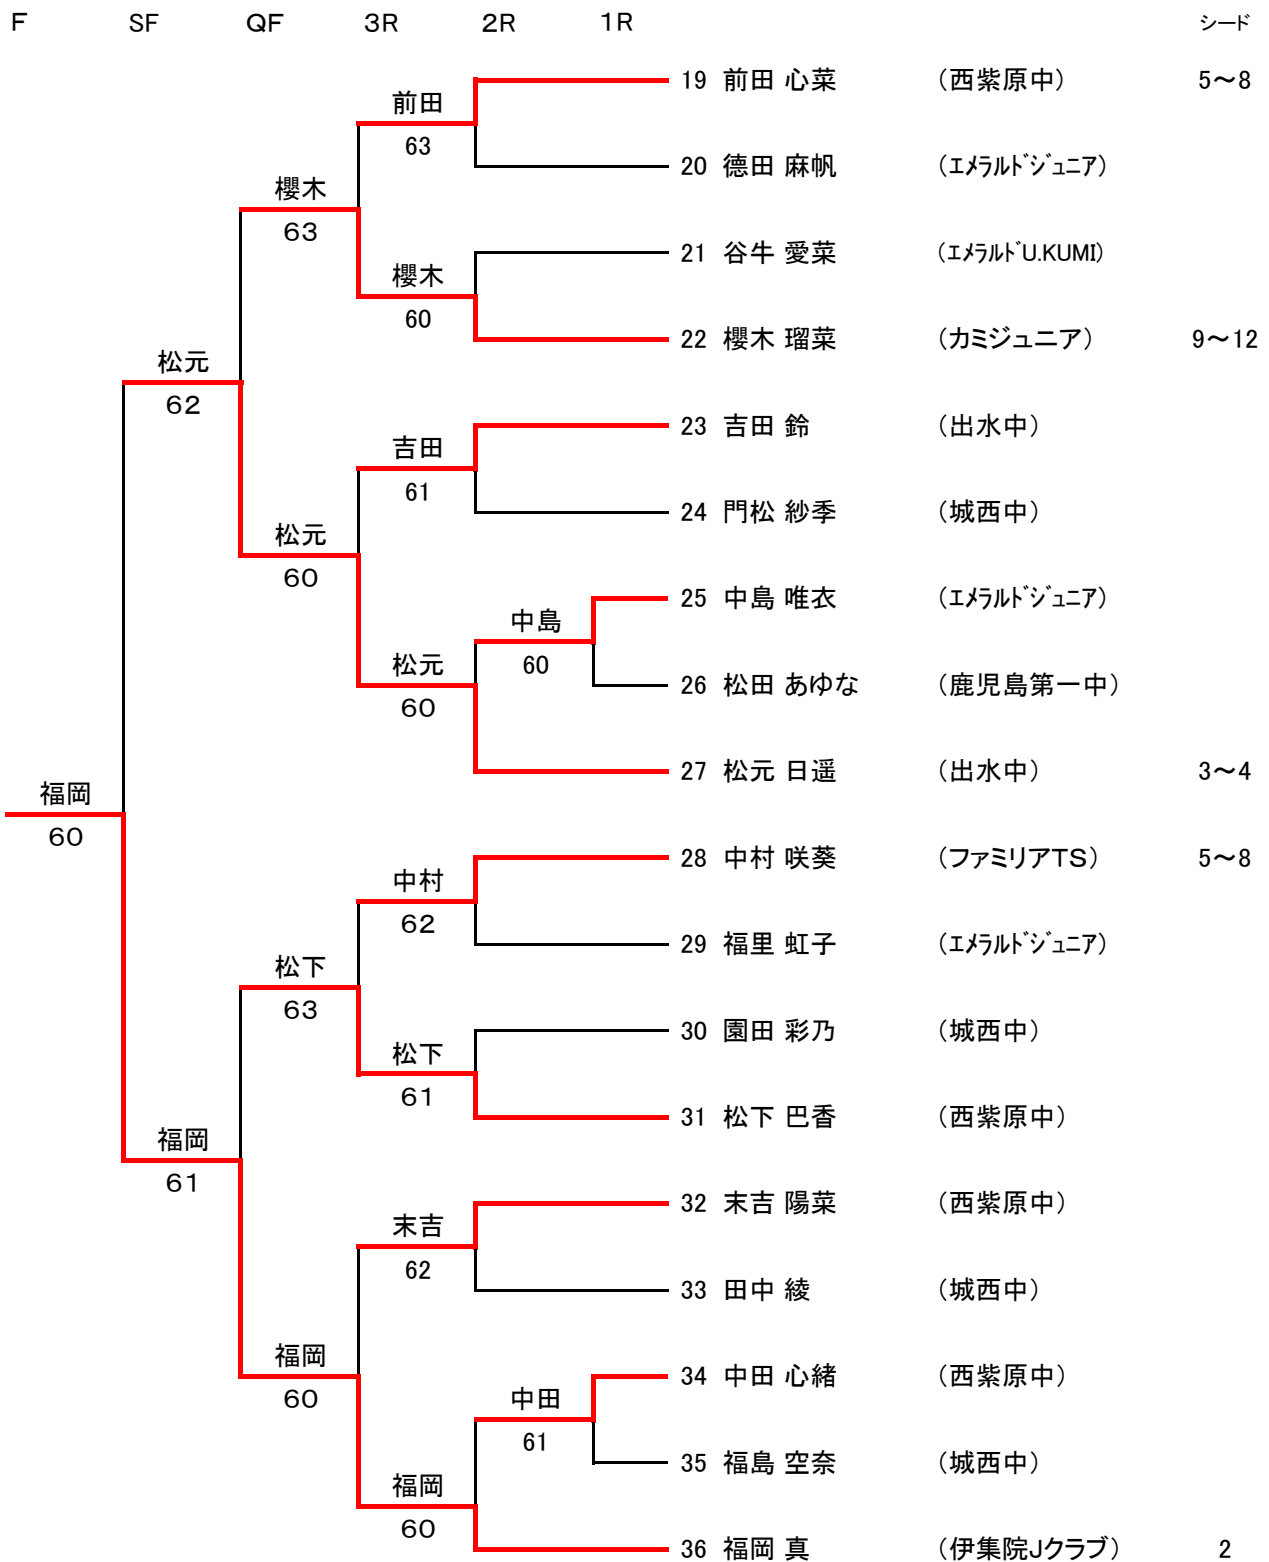 F SF QF 3R 2R 1R シード
19 前田 心菜 (西紫原中) 5～8
前田
63
20 德田 麻帆 (エメラルドジュニア)
櫻木
63
21 谷牛 愛菜 (エメラルドU.KUMI)
櫻木
60
22 櫻木 瑠菜 (カミジュニア) 9～12
松元
62
23 吉田 鈴 (出水中)
吉田
61
24 門松 紗季 (城西中)
松元
60
25 中島 唯衣 (エメラルドジュニア)
中島
60
松元
60
26 松田 あゆな (鹿児島第一中)
27 松元 日遥 (出水中) 3～4
福岡
60
28 中村 咲葵 (ファミリアTS) 5～8
中村
62
29 福里 虹子 (エメラルドジュニア)
松下
63
30 園田 彩乃 (城西中)
松下
61
31 松下 巴香 (西紫原中)
福岡
61
32 末吉 陽菜 (西紫原中)
末吉
62
33 田中 綾 (城西中)
福岡
60
34 中田 心緒 (西紫原中)
中田
61
35 福島 空奈 (城西中)
福岡
60
36 福岡 真 (伊集院Jクラブ) 2